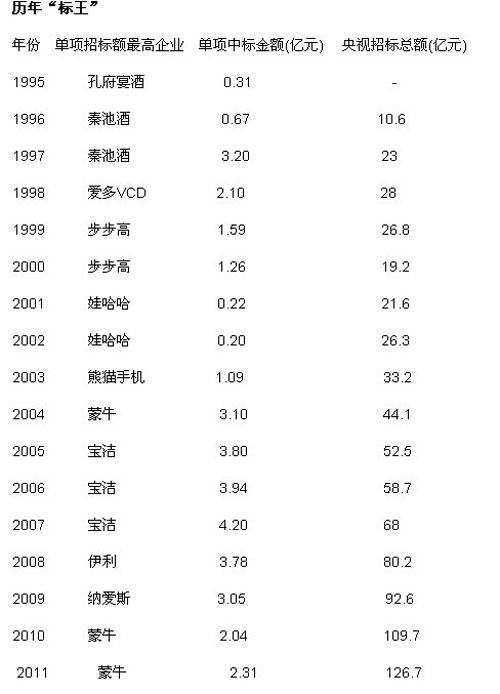 历年“标王”
年份 单项招标额最高企业 单项中标金额(亿元) 央视招标总额(亿元)
1995 孔府宴酒 0.31 -
1996 秦池酒 0.67 10.6
1997 秦池酒 3.20 23
1998 爱多VCD 2.10 28
1999 步步高 1.59 26.8
2000 步步高 1.26 19.2
2001 娃哈哈 0.22 21.6
2002 娃哈哈 0.20 26.3
2003 熊猫手机 1.09 33.2
2004 蒙牛 3.10 44.1
2005 宝洁 3.80 52.5
2006 宝洁 3.94 58.7
2007 宝洁 4.20 68
2008 伊利 3.78 80.2
2009 纳爱斯 3.05 92.6
2010 蒙牛 2.04 109.7
2011 蒙牛 2.31 126.7